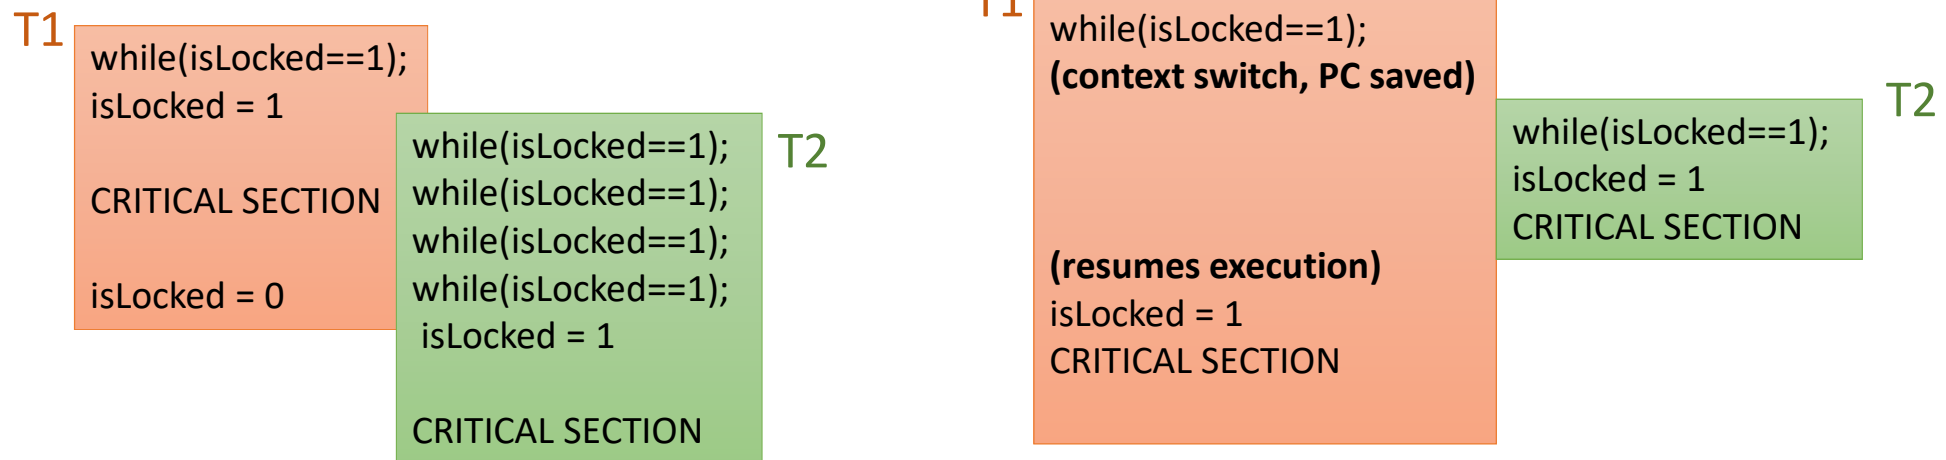 T1
while(isLocked==1);
isLocked = 1
CRITICAL SECTION
isLocked = 0
while(isLocked==1);
while(isLocked==1);
while(isLocked==1);
while(isLocked==1);
isLocked = 1
CRITICAL SECTION
T2
T1
while(isLocked==1);
(context switch, PC saved)
(resumes execution)
isLocked = 1
CRITICAL SECTION
while(isLocked==1);
isLocked = 1
CRITICAL SECTION
T2